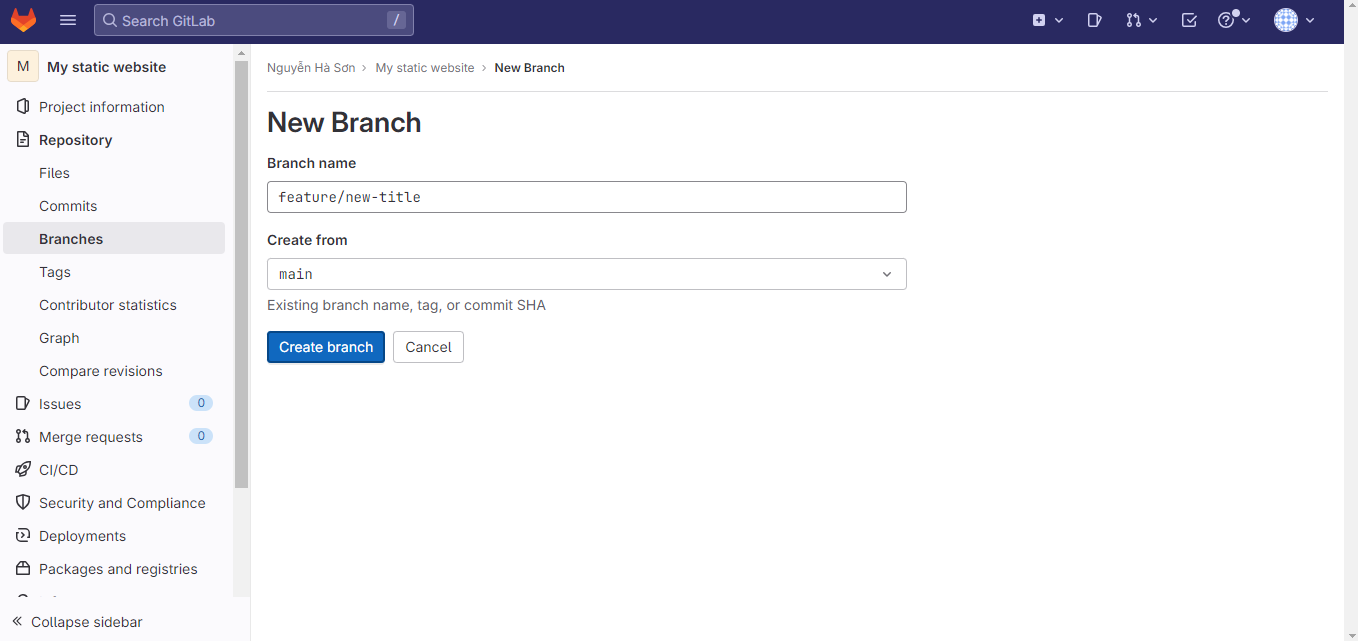 Search GitLab /
M My static website
Project information
Repository
Files
Commits
Branches
Tags
Contributor statistics
Graph
Compare revisions
Issues 0
Merge requests 0
CI/CD
Security and Compliance
Deployments
Packages and registries
Collapse sidebar
Nguyễn Hà Sơn › My static website › New Branch
New Branch
Branch name
feature/new-title
Create from
main
Existing branch name, tag, or commit SHA
Create branch Cancel